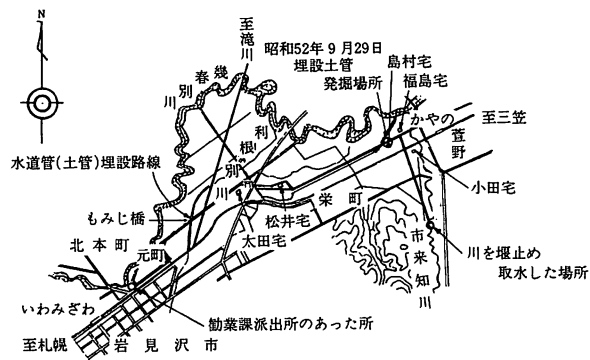 N
至滝川
昭和52年9月29日
埋設土管
発掘場所
島村宅
福島宅
幾春別川
利根別川
かやの
萱野
至三笠
水道管(土管)埋設路線
もみじ橋
栄町
小田宅
松井宅
太田宅
北本町
元町
市来知川
川を堰止め
取水した場所
いわみざわ
勧業課派出所のあった所
至札幌
岩見沢市